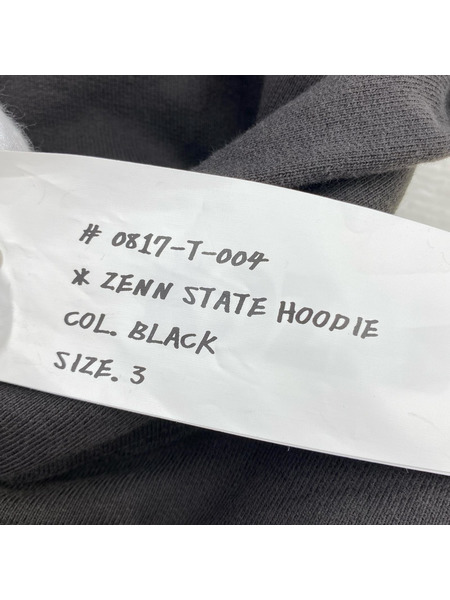 # 0817-T-004
* ZENN STATE HOODIE
COL. BLACK
SIZE. 3